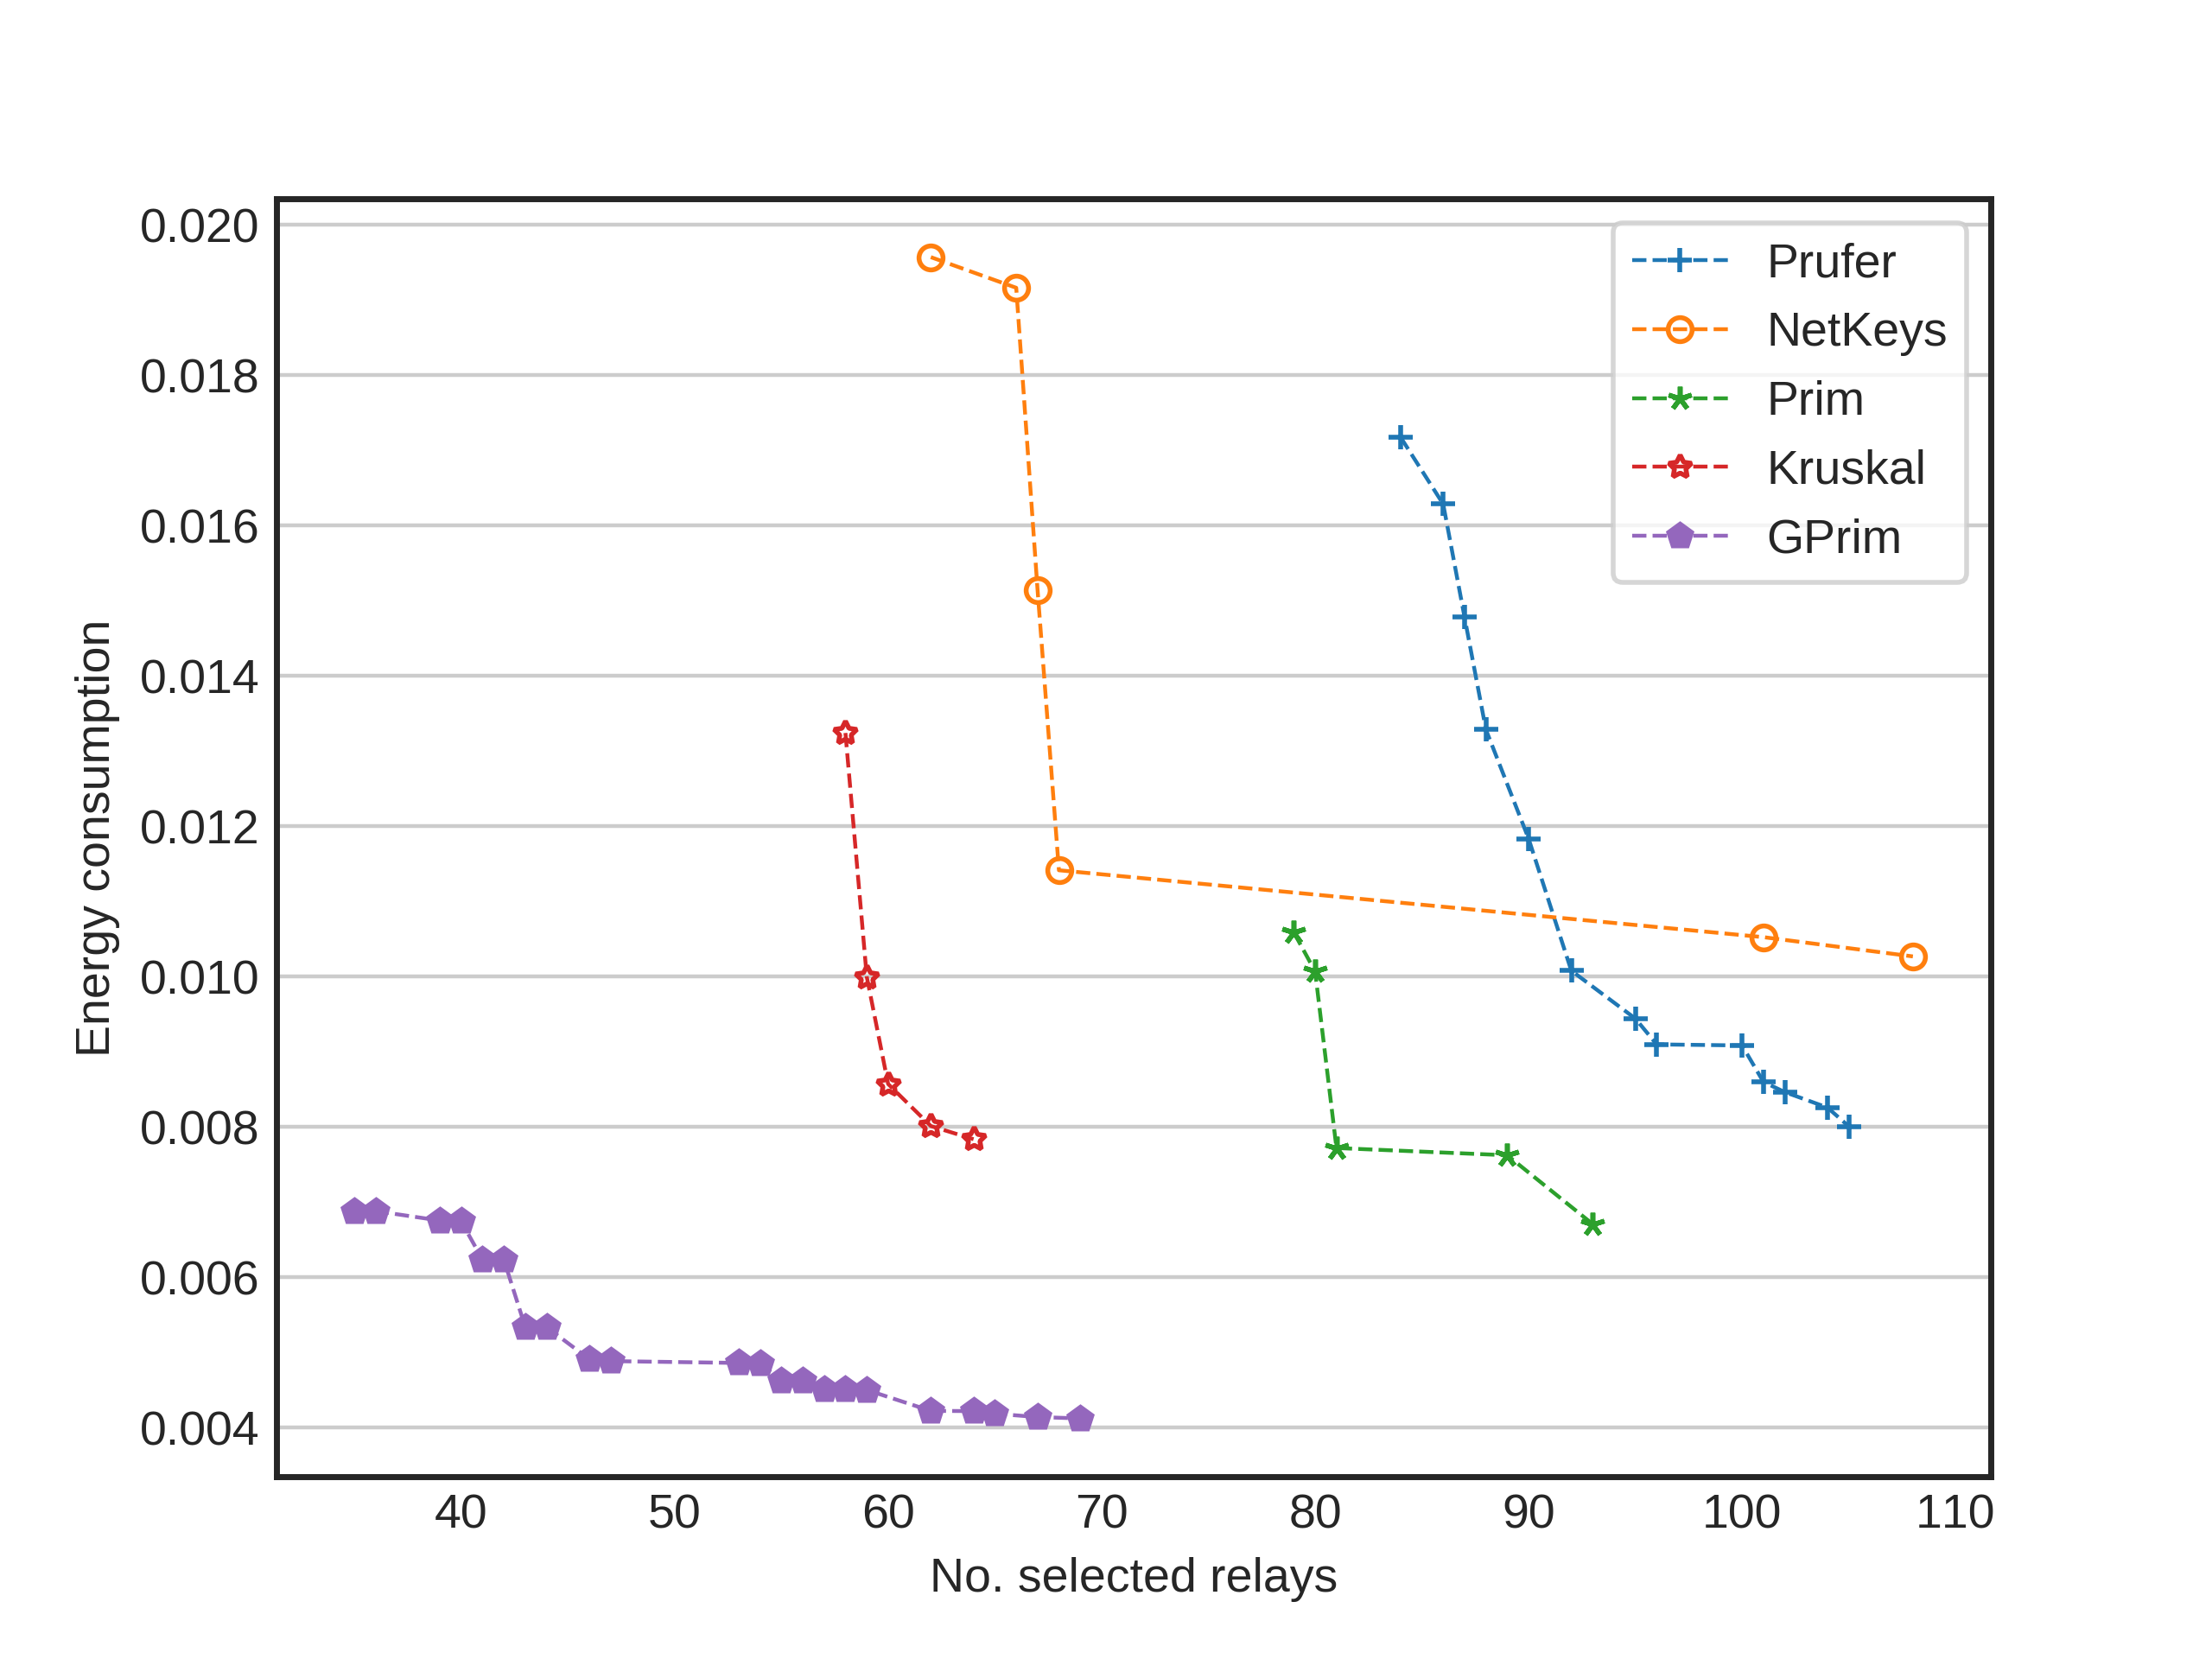 0.020
0.018
0.016
0.014
0.012
0.010
0.008
0.006
0.004
Energy consumption
40 50 60 70 80 90 100 110
No. selected relays
Prufer
NetKeys
Prim
Kruskal
GPrim